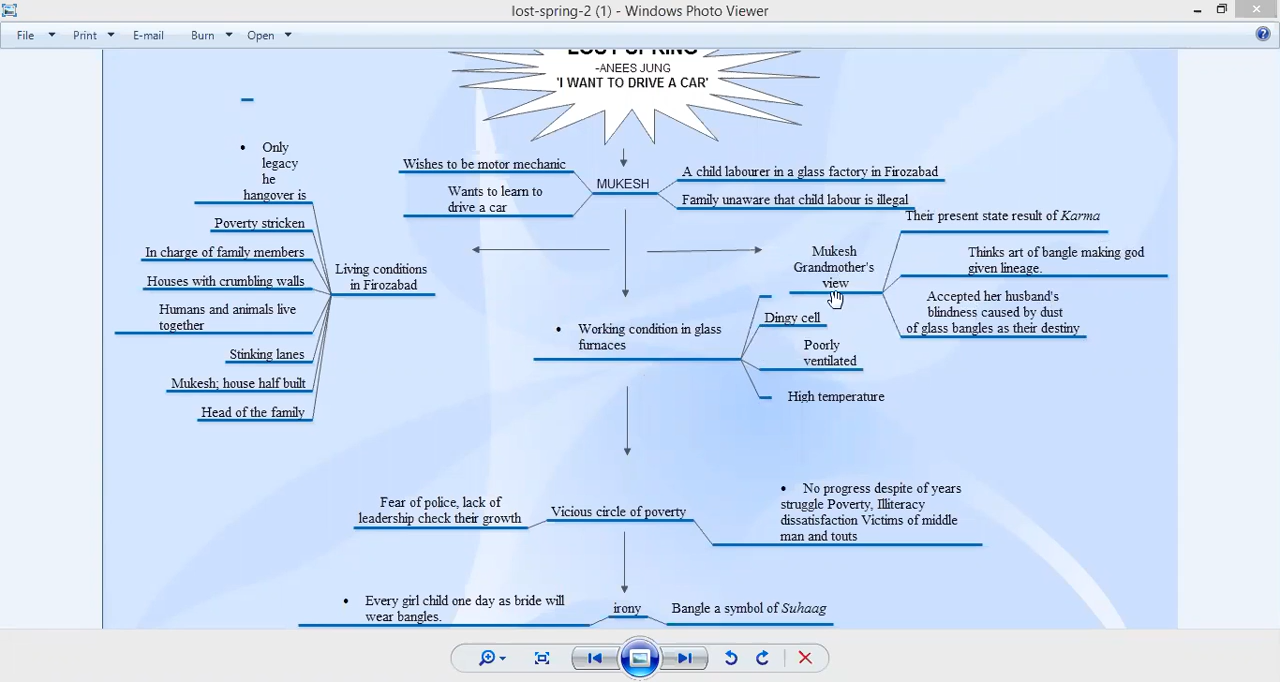 lost-spring-2 (1) - Windows Photo Viewer
File Print E-mail Burn Open
LOST SPRING
-ANEES JUNG
'I WANT TO DRIVE A CAR'
MUKESH
Wishes to be motor mechanic
Wants to learn to
drive a car
A child labourer in a glass factory in Firozabad
Family unaware that child labour is illegal
Living conditions
in Firozabad
• Only
legacy
he
hangover is
Poverty stricken
In charge of family members
Houses with crumbling walls
Humans and animals live
together
Stinking lanes
Mukesh; house half built
Head of the family
Mukesh
Grandmother's
view
Their present state result of Karma
Thinks art of bangle making god
given lineage.
Accepted her husband's
blindness caused by dust
of glass bangles as their destiny
• Working condition in glass
furnaces
Dingy cell
Poorly
ventilated
High temperature
Fear of police, lack of
leadership check their growth
Vicious circle of poverty
• No progress despite of years
struggle Poverty, Illiteracy
dissatisfaction Victims of middle
man and touts
• Every girl child one day as bride will
wear bangles.
irony
Bangle a symbol of Suhaag